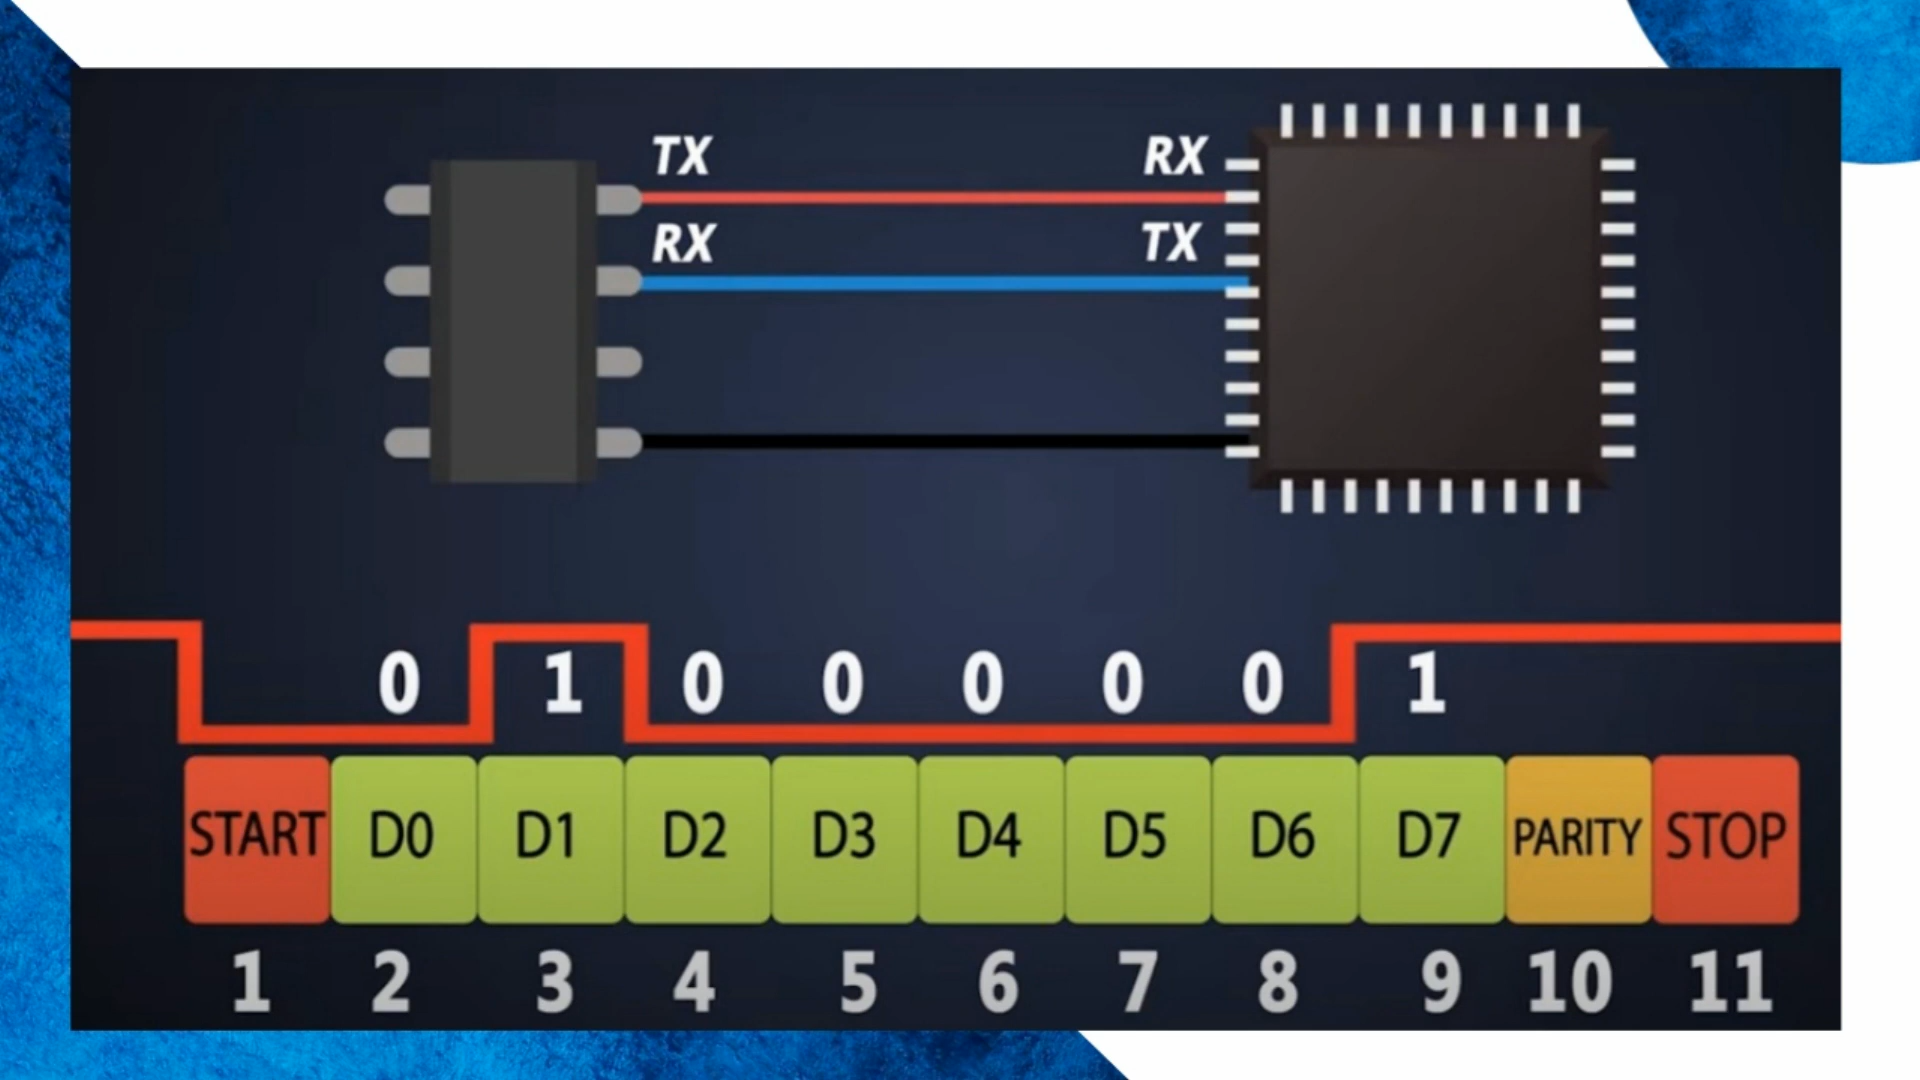 TX RX
RX TX
0 1 0 0 0 0 0 1
START D0 D1 D2 D3 D4 D5 D6 D7 PARITY STOP
1 2 3 4 5 6 7 8 9 10 11